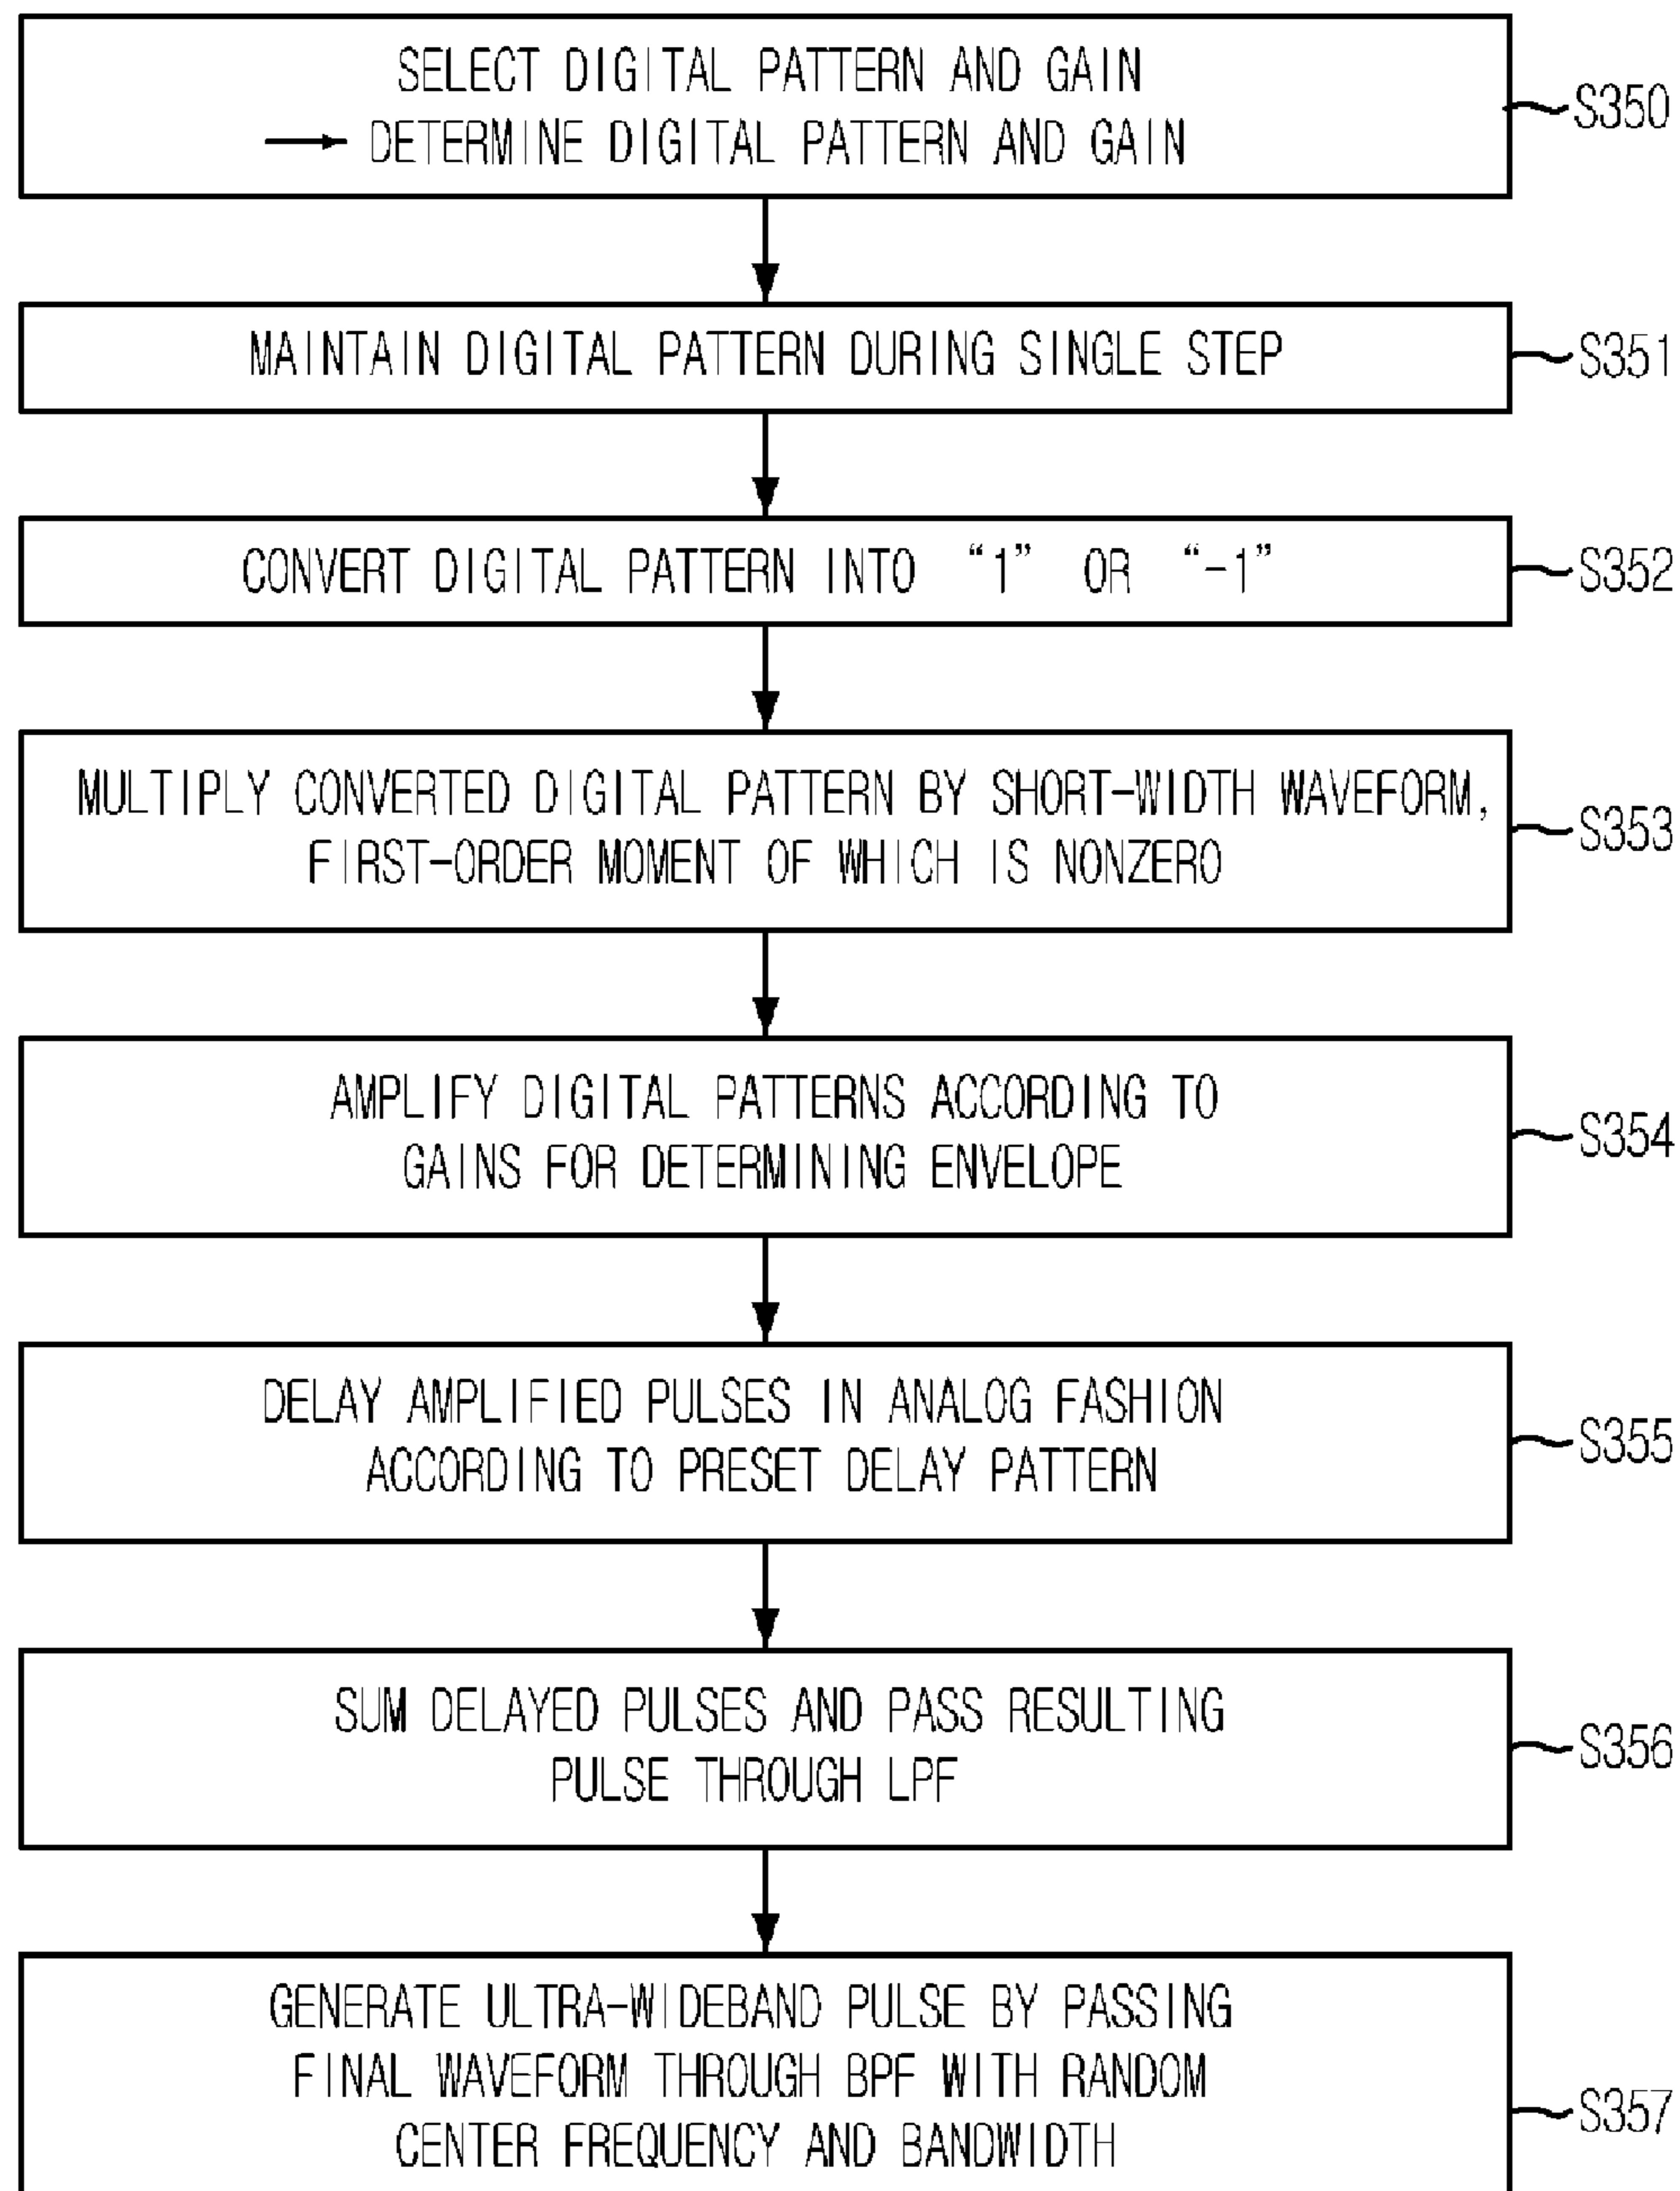 SELECT DIGITAL PATTERN AND GAIN
→ DETERMINE DIGITAL PATTERN AND GAIN
S350
MAINTAIN DIGITAL PATTERN DURING SINGLE STEP
S351
CONVERT DIGITAL PATTERN INTO “1” OR “-1”
S352
MULTIPLY CONVERTED DIGITAL PATTERN BY SHORT-WIDTH WAVEFORM,
FIRST-ORDER MOMENT OF WHICH IS NONZERO
S353
AMPLIFY DIGITAL PATTERNS ACCORDING TO
GAINS FOR DETERMINING ENVELOPE
S354
DELAY AMPLIFIED PULSES IN ANALOG FASHION
ACCORDING TO PRESET DELAY PATTERN
S355
SUM DELAYED PULSES AND PASS RESULTING
PULSE THROUGH LPF
S356
GENERATE ULTRA-WIDEBAND PULSE BY PASSING
FINAL WAVEFORM THROUGH BPF WITH RANDOM
CENTER FREQUENCY AND BANDWIDTH
S357